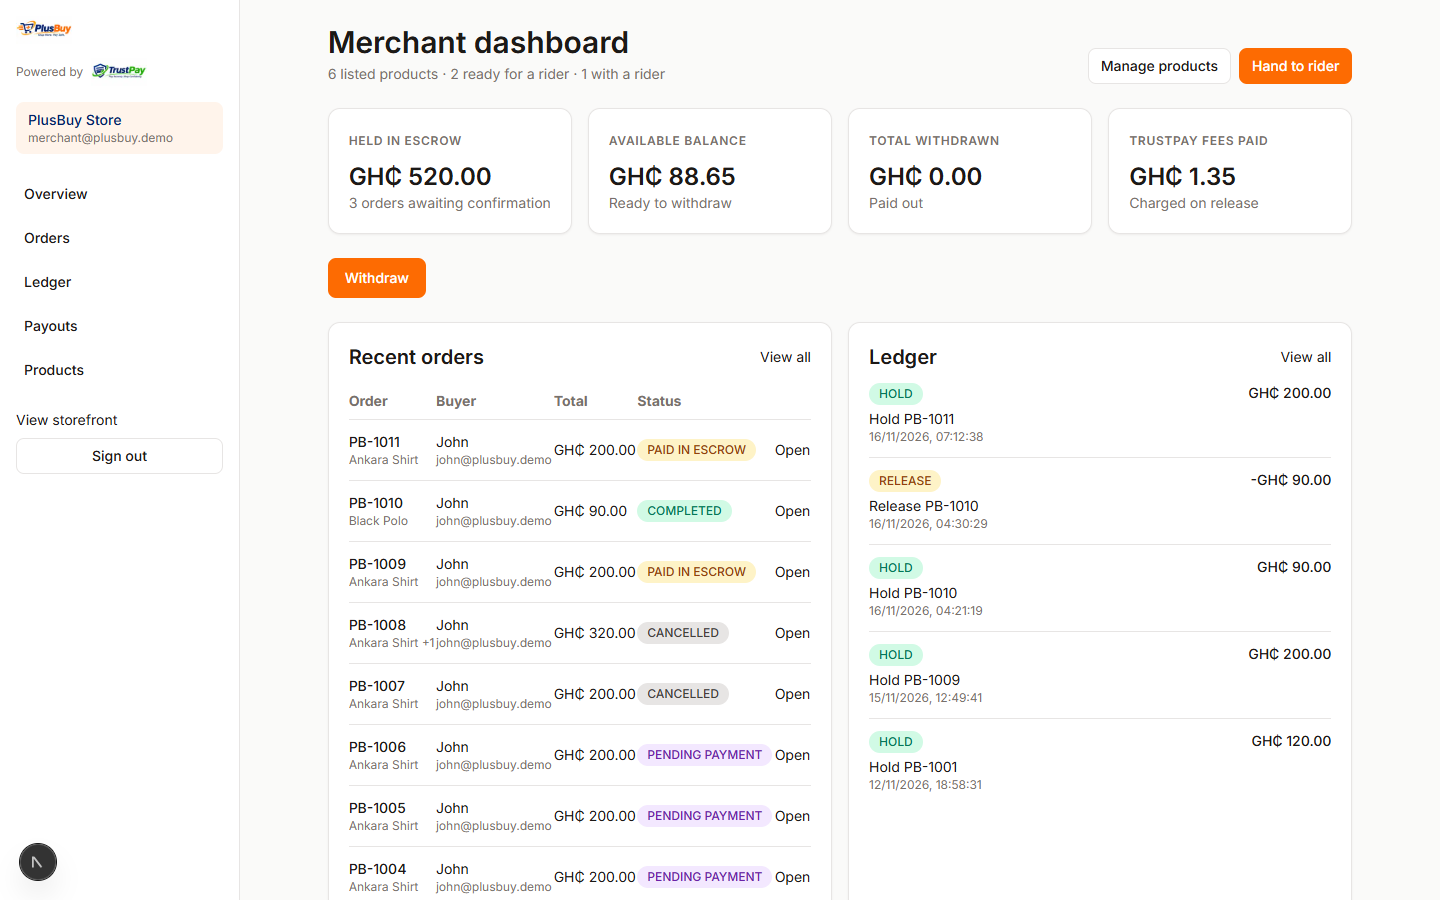 PlusBuy
Powered by TrustPay
PlusBuy Store
merchant@plusbuy.demo
Overview
Orders
Ledger
Payouts
Products
View storefront
Sign out
Merchant dashboard
6 listed products · 2 ready for a rider · 1 with a rider
Manage products
Hand to rider
HELD IN ESCROW
GH₵ 520.00
3 orders awaiting confirmation
AVAILABLE BALANCE
GH₵ 88.65
Ready to withdraw
TOTAL WITHDRAWN
GH₵ 0.00
Paid out
TRUSTPAY FEES PAID
GH₵ 1.35
Charged on release
Withdraw
Recent orders
View all
Order Buyer Total Status
PB-1011 John GH₵ 200.00 PAID IN ESCROW Open
Ankara Shirt john@plusbuy.demo
PB-1010 John GH₵ 90.00 COMPLETED Open
Black Polo john@plusbuy.demo
PB-1009 John GH₵ 200.00 PAID IN ESCROW Open
Ankara Shirt john@plusbuy.demo
PB-1008 John GH₵ 320.00 CANCELLED Open
Ankara Shirt +1 john@plusbuy.demo
PB-1007 John GH₵ 200.00 CANCELLED Open
Ankara Shirt john@plusbuy.demo
PB-1006 John GH₵ 200.00 PENDING PAYMENT Open
Ankara Shirt john@plusbuy.demo
PB-1005 John GH₵ 200.00 PENDING PAYMENT Open
Ankara Shirt john@plusbuy.demo
PB-1004 John GH₵ 200.00 PENDING PAYMENT Open
Ankara Shirt john@plusbuy.demo
Ledger
View all
HOLD GH₵ 200.00
Hold PB-1011
16/11/2026, 07:12:38
RELEASE -GH₵ 90.00
Release PB-1010
16/11/2026, 04:30:29
HOLD GH₵ 90.00
Hold PB-1010
16/11/2026, 04:21:19
HOLD GH₵ 200.00
Hold PB-1009
15/11/2026, 12:49:41
HOLD GH₵ 120.00
Hold PB-1001
12/11/2026, 18:58:31